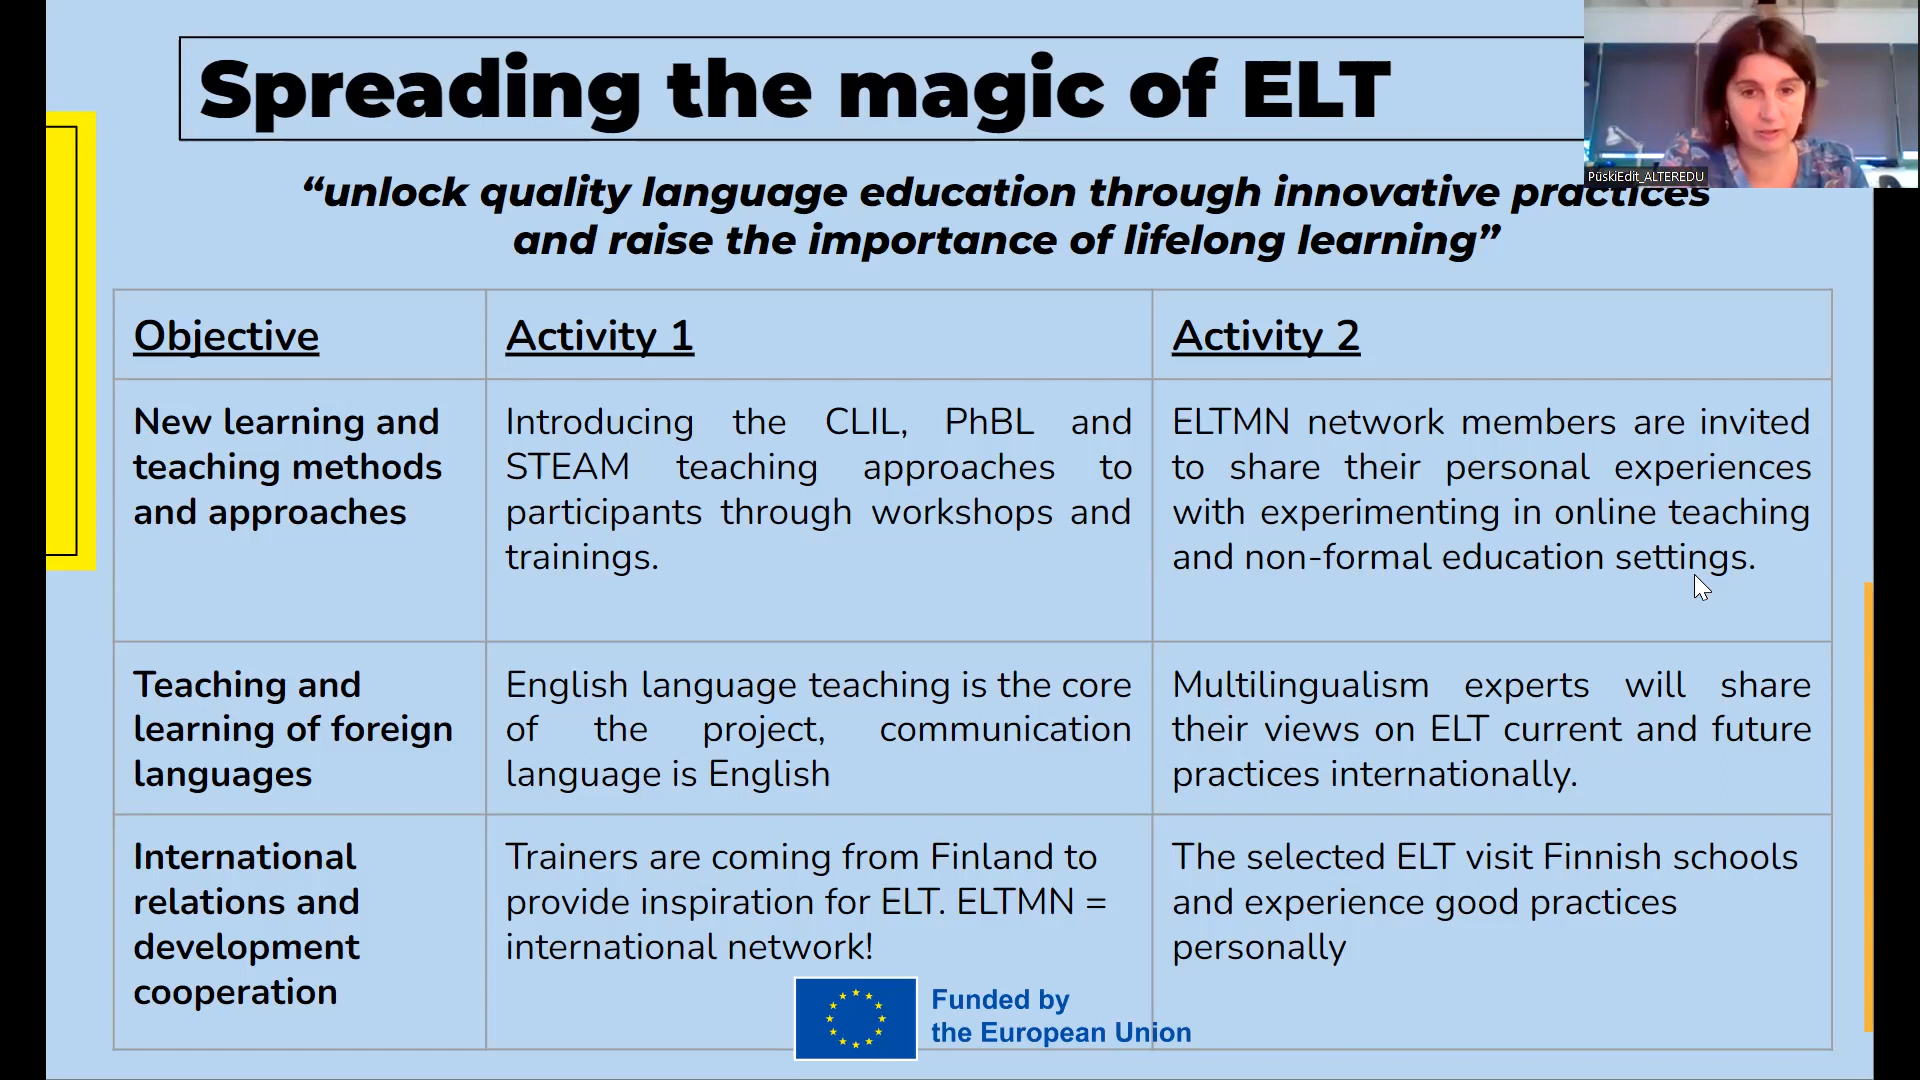 Spreading the magic of ELT
PüskiEdit_ALTEREDU
“unlock quality language education through innovative practices
and raise the importance of lifelong learning”
Objective
Activity 1
Activity 2
New learning and
teaching methods
and approaches
Introducing the CLIL, PhBL and
STEAM teaching approaches to
participants through workshops and
trainings.
ELTMN network members are invited
to share their personal experiences
with experimenting in online teaching
and non-formal education settings.
Teaching and
learning of foreign
languages
English language teaching is the core
of the project, communication
language is English
Multilingualism experts will share
their views on ELT current and future
practices internationally.
International
relations and
development
cooperation
Trainers are coming from Finland to
provide inspiration for ELT. ELTMN =
international network!
The selected ELT visit Finnish schools
and experience good practices
personally
Funded by
the European Union